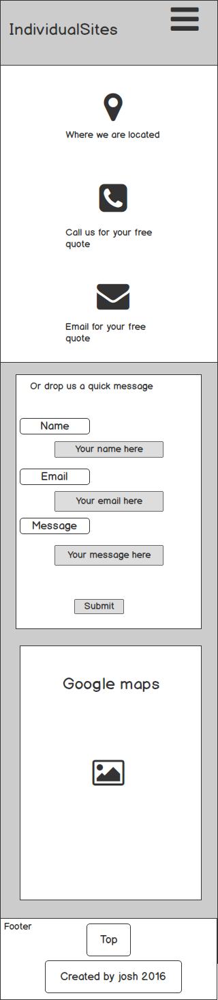 IndividualSites
Where we are located
Call us for your free
quote
Email for your free
quote
Or drop us a quick message
Name
Your name here
Email
Your email here
Message
Your message here
Submit
Google maps
Footer
Top
Created by josh 2016